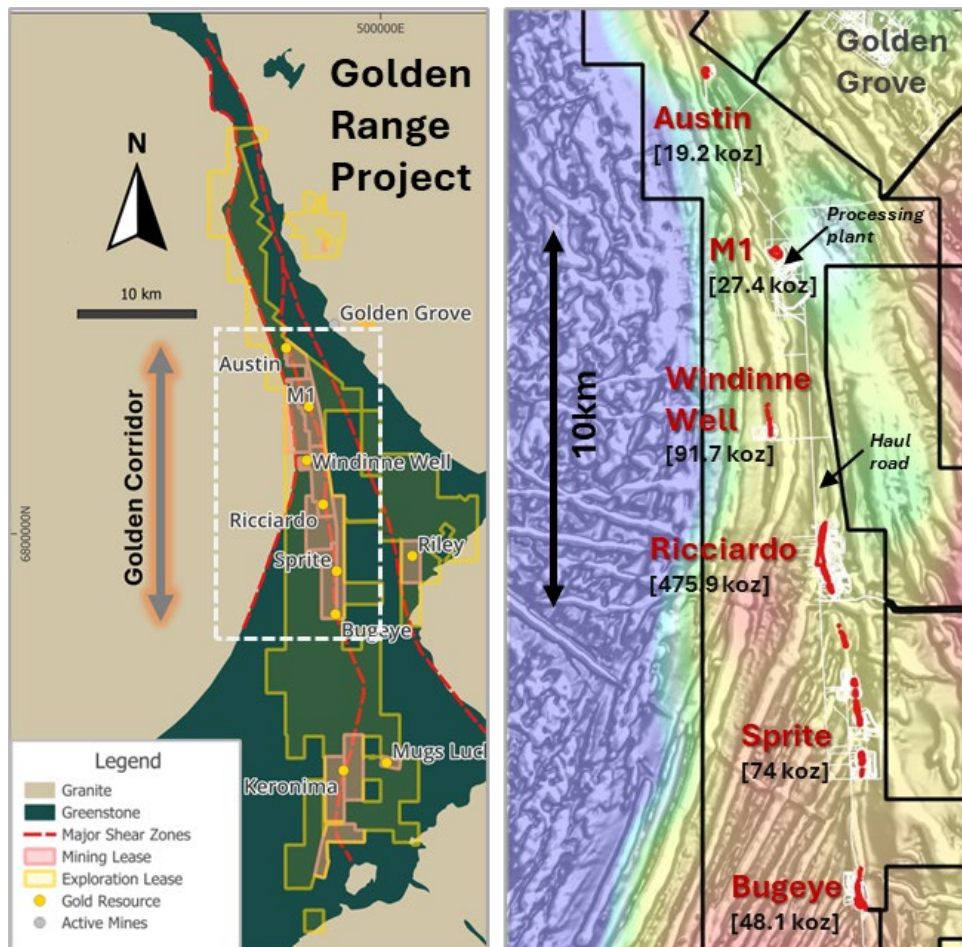 500000E
Golden
Range
Project
N
10 km
Golden Corridor
6800000N
Golden Grove
Austin
M1
Windinne Well
Ricciardo
Riley
Sprite
Bugeye
Mugs Luck
Keronima
Legend
Granite
Greenstone
Major Shear Zones
Mining Lease
Exploration Lease
Gold Resource
Active Mines
Golden
Grove
Austin
[19.2 koz]
Processing
plant
M1
[27.4 koz]
10km
Windinne
Well
[91.7 koz]
Haul
road
Ricciardo
[475.9 koz]
Sprite
[74 koz]
Bugeye
[48.1 koz]